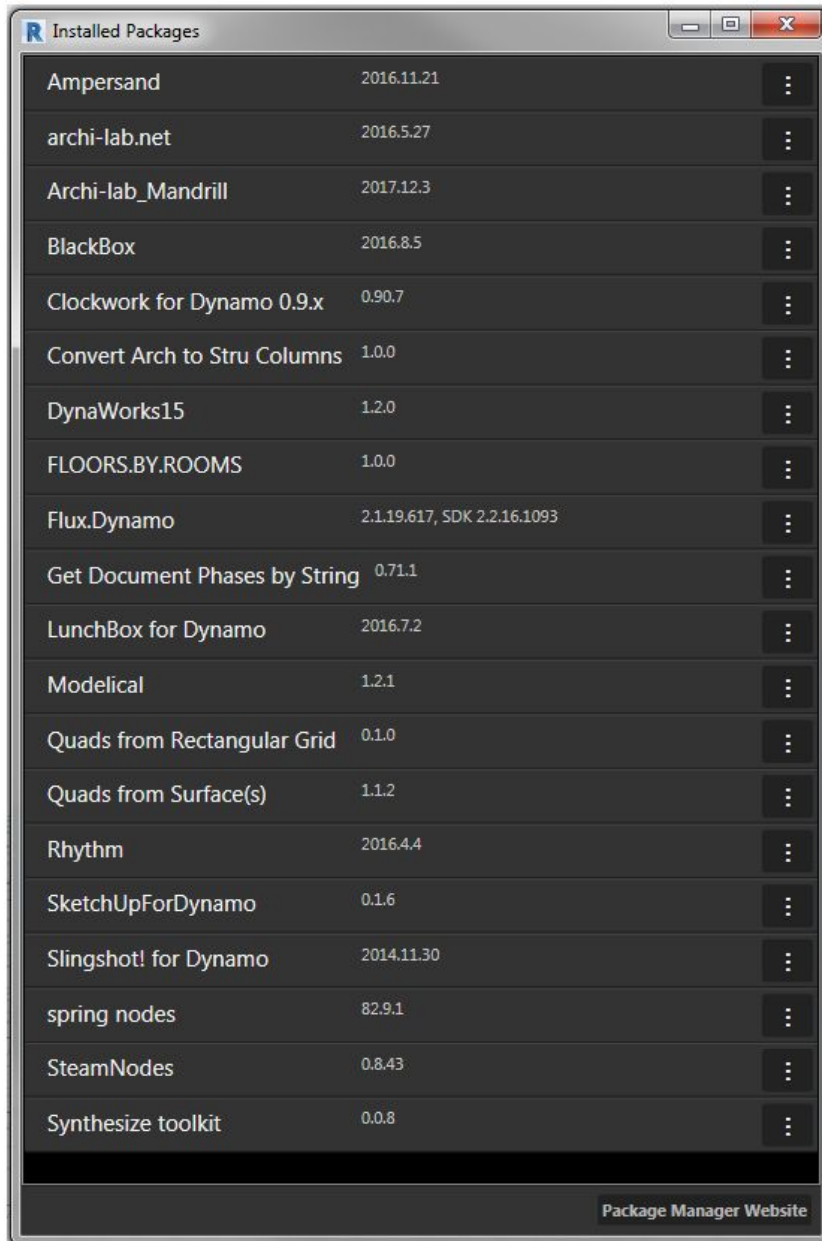 Installed Packages
Ampersand 2016.11.21
archi-lab.net 2016.5.27
Archi-lab_Mandrill 2017.12.3
BlackBox 2016.8.5
Clockwork for Dynamo 0.9.x 0.90.7
Convert Arch to Stru Columns 1.0.0
DynaWorks15 1.2.0
FLOORS.BY.ROOMS 1.0.0
Flux.Dynamo 2.1.19.617, SDK 2.2.16.1093
Get Document Phases by String 0.71.1
LunchBox for Dynamo 2016.7.2
Modelical 1.2.1
Quads from Rectangular Grid 0.1.0
Quads from Surface(s) 1.1.2
Rhythm 2016.4.4
SketchUpForDynamo 0.1.6
Slingshot! for Dynamo 2014.11.30
spring nodes 82.9.1
SteamNodes 0.8.43
Synthesize toolkit 0.0.8
Package Manager Website